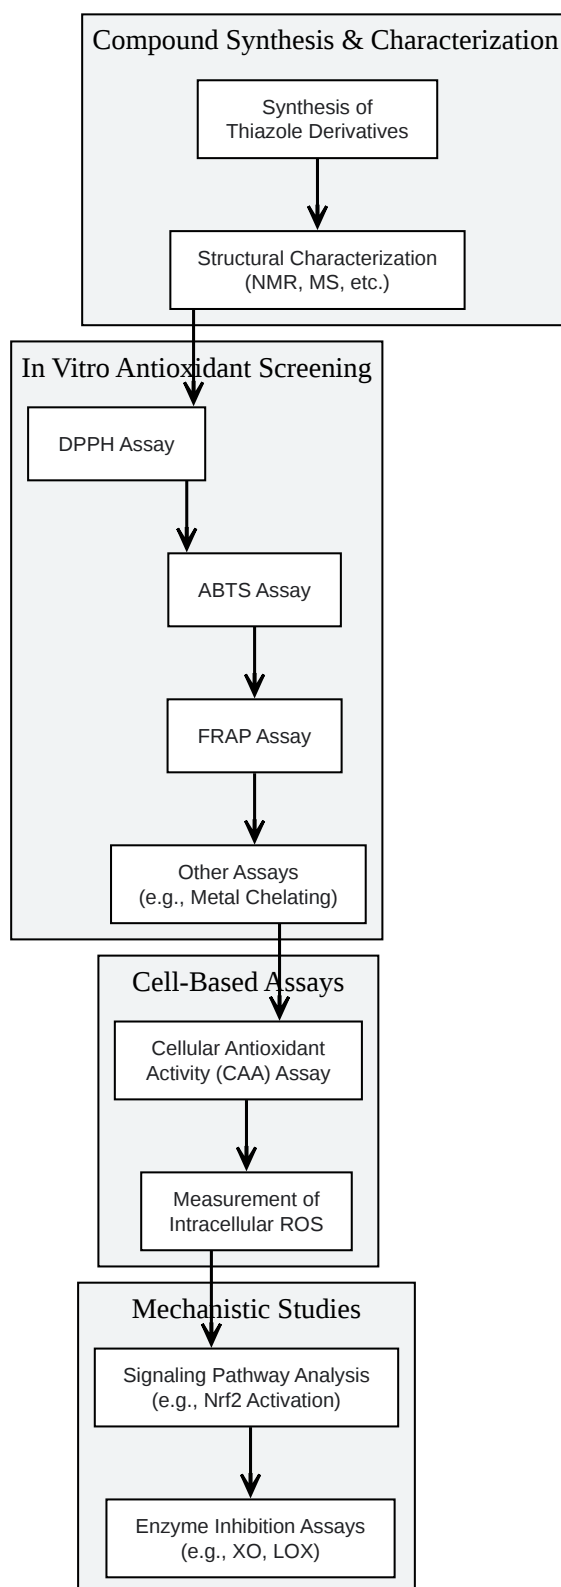 Compound Synthesis & Characterization
Synthesis of
Thiazole Derivatives
Structural Characterization
(NMR, MS, etc.)
In Vitro Antioxidant Screening
DPPH Assay
ABTS Assay
FRAP Assay
Other Assays
(e.g., Metal Chelating)
Cell-Based Assays
Cellular Antioxidant
Activity (CAA) Assay
Measurement of
Intracellular ROS
Mechanistic Studies
Signaling Pathway Analysis
(e.g., Nrf2 Activation)
Enzyme Inhibition Assays
(e.g., XO, LOX)